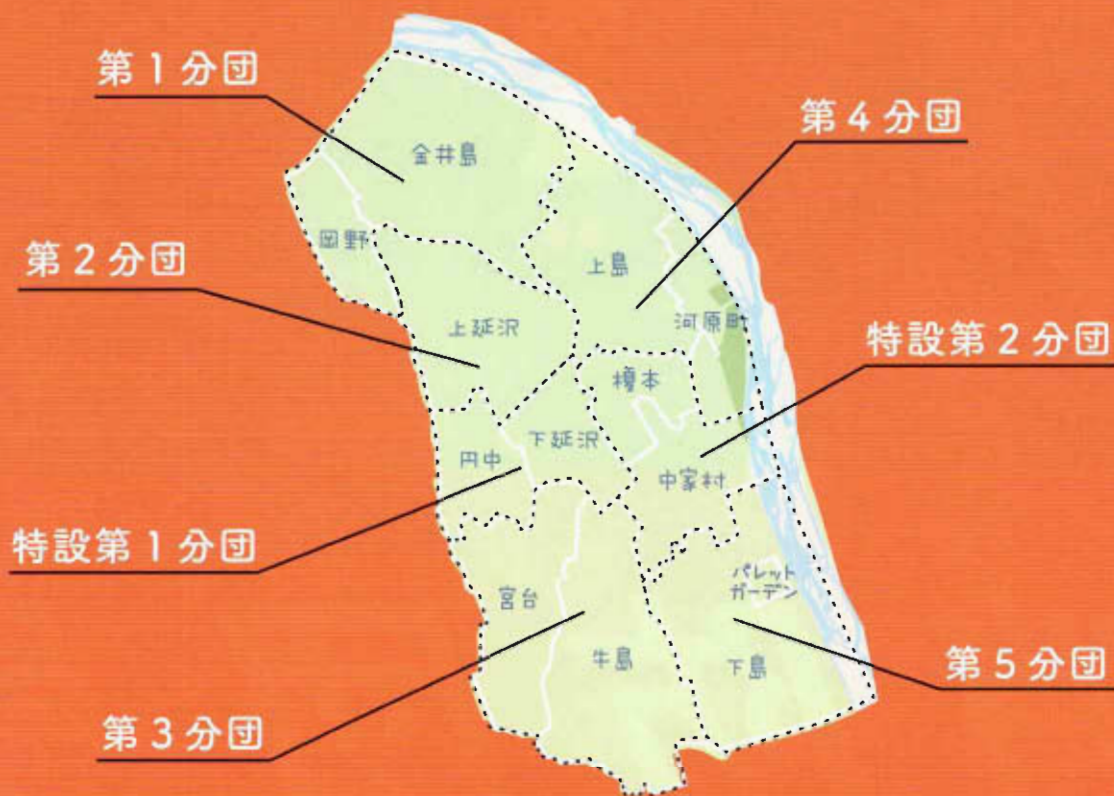 第1分団
第4分団
金井島
岡野
第2分団
上島
上延沢
河原町
特設第2分団
榎本
下延沢
円中
中家村
特設第1分団
パレット
ガーデン
宮台
牛島
下島
第5分団
第3分団